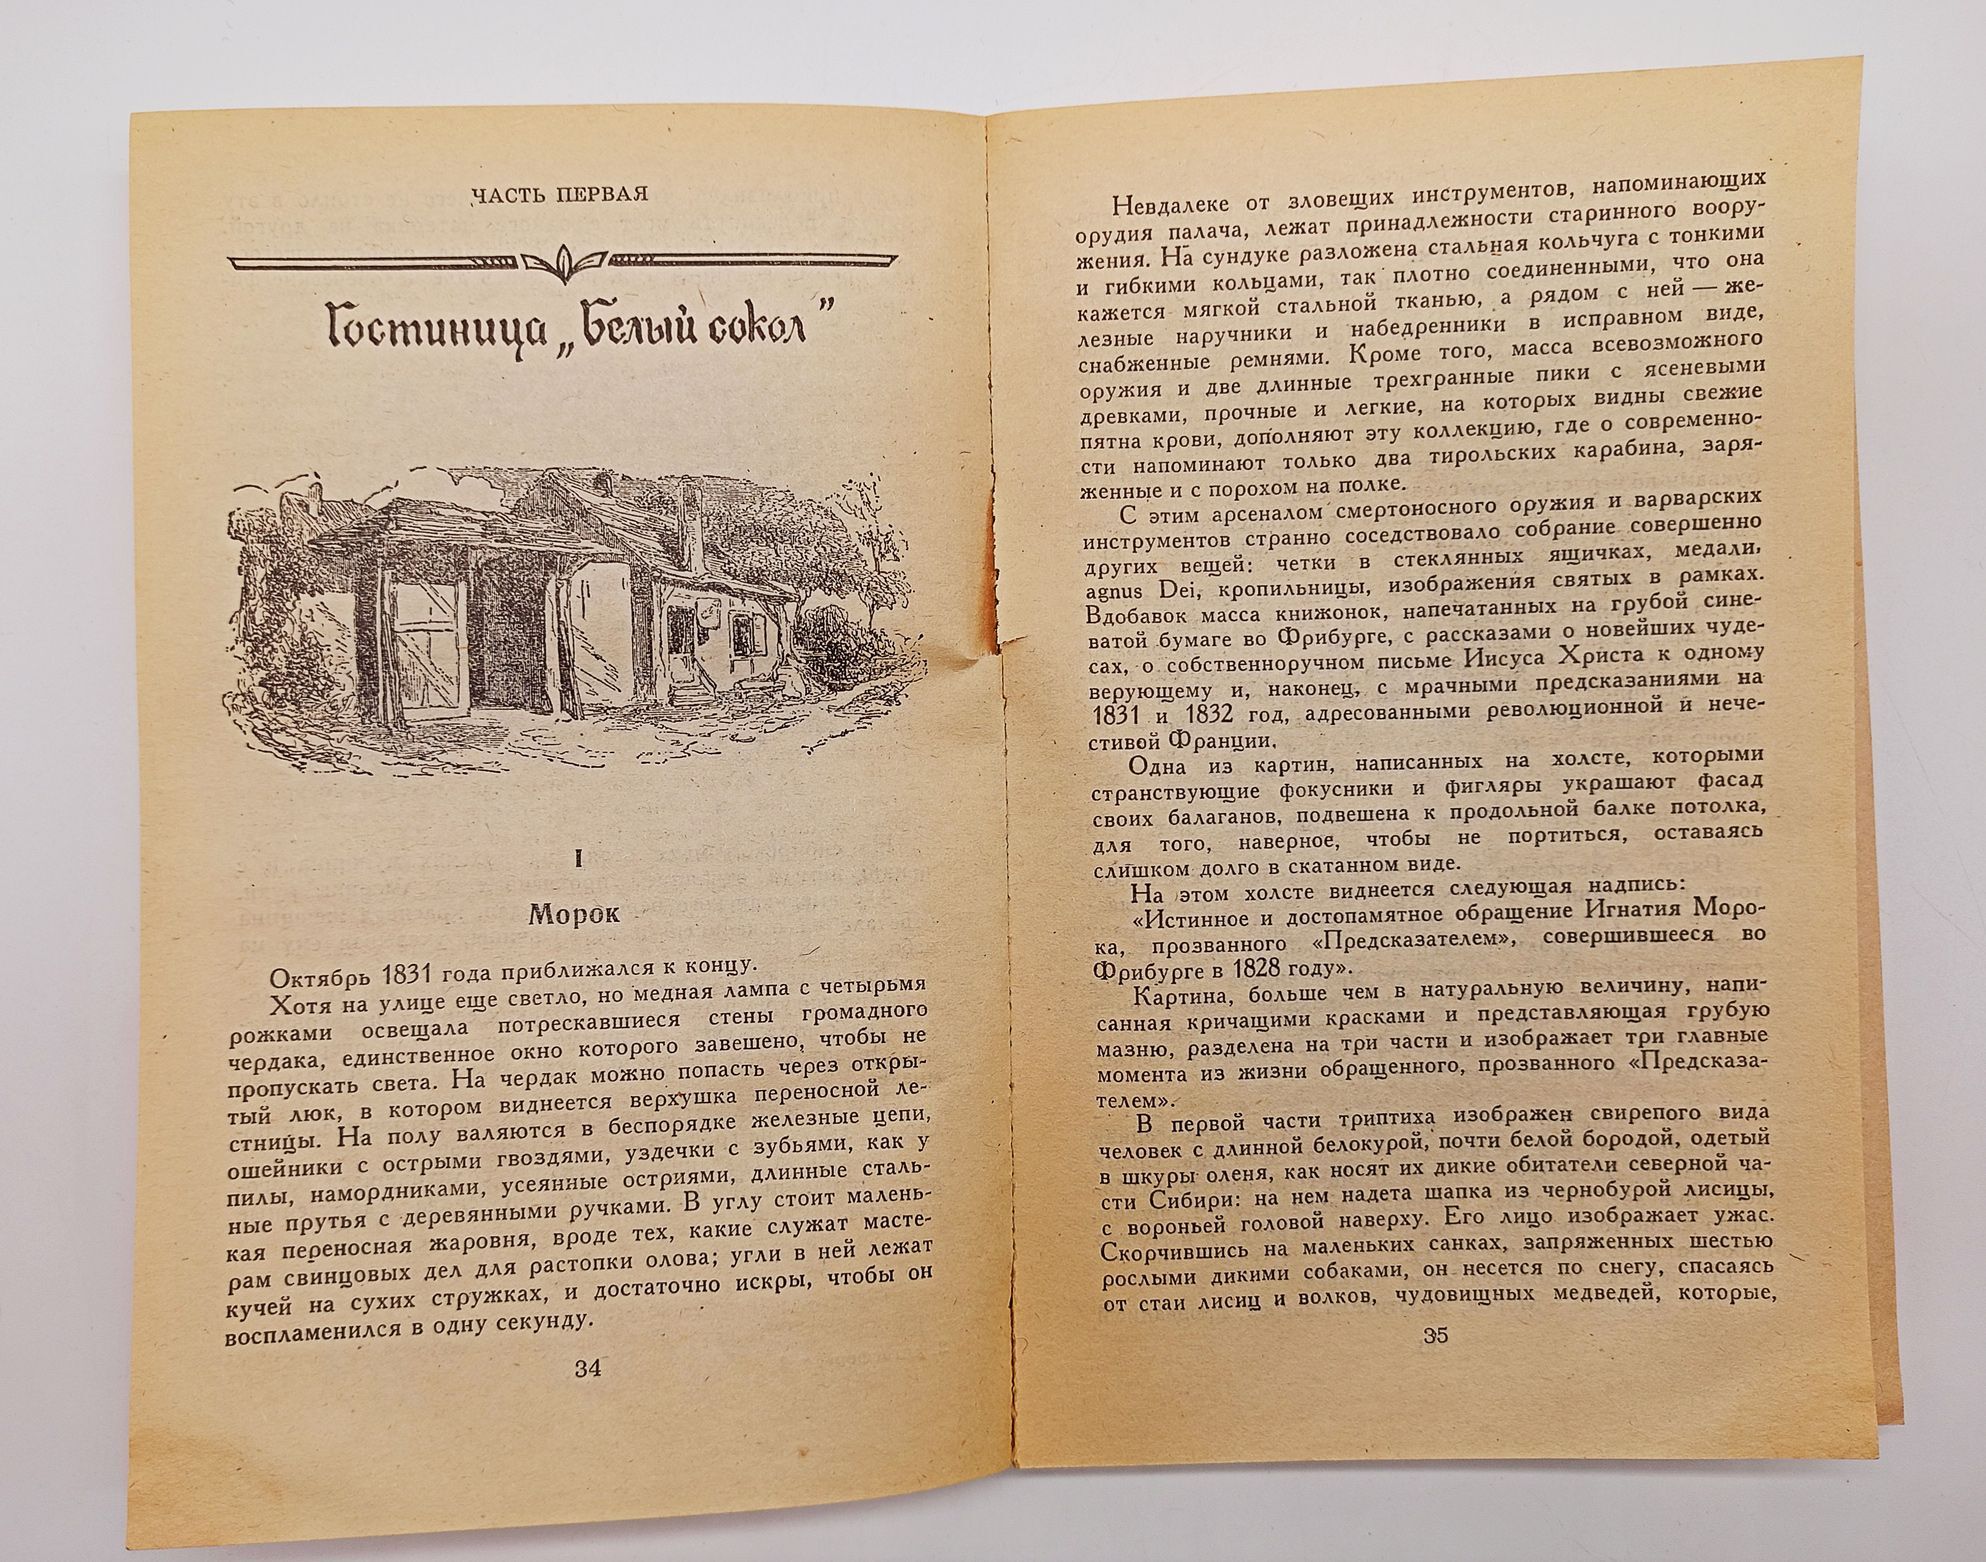 ЧАСТЬ ПЕРВАЯ
Гостиница „Белый сокол”
I
Морок
Октябрь 1831 года приближался к концу.
Хотя на улице еще светло, но медная лампа с четырьмя
рожками освещала потрескавшиеся стены громадного
чердака, единственное окно которого завешено, чтобы не
пропускать света. На чердак можно попасть через откры-
тый люк, в котором виднеется верхушка переносной ле-
стницы. На полу валяются в беспорядке железные цепи,
ошейники с острыми гвоздями, уздечки с зубьями, как у
пилы, намордниками, усеянные остриями, длинные сталь-
ные прутья с деревянными ручками. В углу стоит малень-
кая переносная жаровня, вроде тех, какие служат масте-
рам свинцовых дел для растопки олова; угли в ней лежат
кучей на сухих стружках, и достаточно искры, чтобы он
воспламенился в одну секунду.
34
Невдалеке от зловещих инструментов, напоминающих
орудия палача, лежат принадлежности старинного воору-
жения. На сундуке разложена стальная кольчуга с тонкими
и гибкими кольцами, так плотно соединенными, что она
кажется мягкой стальной тканью, а рядом с ней — же-
лезные наручники и набедренники в исправном виде,
снабженные ремнями. Кроме того, масса всевозможного
оружия и две длинные трехгранные пики с ясеневыми
древками, прочные и легкие, на которых видны свежие
пятна крови, дополняют эту коллекцию, где о современно-
сти напоминают только два тирольских карабина, заря-
женные и с порохом на полке.
С этим арсеналом смертоносного оружия и варварских
инструментов странно соседствовало собрание совершенно
других вещей: четки в стеклянных ящичках, медали,
agnus Dei, кропильницы, изображения святых в рамках.
Вдобавок масса книжонок, напечатанных на грубой сине-
ватой бумаге во Фрибурге, с рассказами о новейших чуде-
сах, о собственноручном письме Иисуса Христа к одному
верующему и, наконец, с мрачными предсказаниями на
1831 и 1832 год, адресованными революционной и нече-
стивой Франции.
Одна из картин, написанных на холсте, которыми
странствующие фокусники и фигляры украшают фасад
своих балаганов, подвешена к продольной балке потолка,
для того, наверное, чтобы не портиться, оставаясь
слишком долго в скатанном виде.
На этом холсте виднеется следующая надпись:
«Истинное и достопамятное обращение Игнатия Моро-
ка, прозванного «Предсказателем», совершившееся во
Фрибурге в 1828 году».
Картина, больше чем в натуральную величину, напи-
санная кричащими красками и представляющая грубую
мазню, разделена на три части и изображает три главные
момента из жизни обращенного, прозванного «Предсказа-
телем».
В первой части триптиха изображен свирепого вида
человек с длинной белокурой, почти белой бородой, одетый
в шкуры оленя, как носят их дикие обитатели северной ча-
сти Сибири: на нем надета шапка из чернобурой лисицы,
с вороньей головой наверху. Его лицо изображает ужас.
Скорчившись на маленьких санках, запряженных шестью
рослыми дикими собаками, он несется по снегу, спасаясь
от стаи лисиц и волков, чудовищных медведей, которые,
35